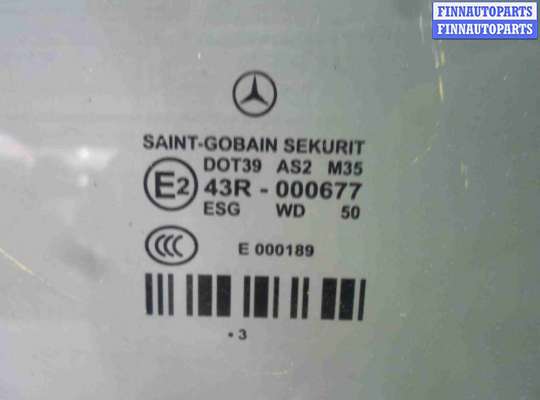 FINNAUTOPARTS
FINNAUTOPARTS
SAINT-GOBAIN SEKURIT
DOT39 AS2 M35
E2 43R - 000677
ESG WD 50
CCC E 000189
• 3